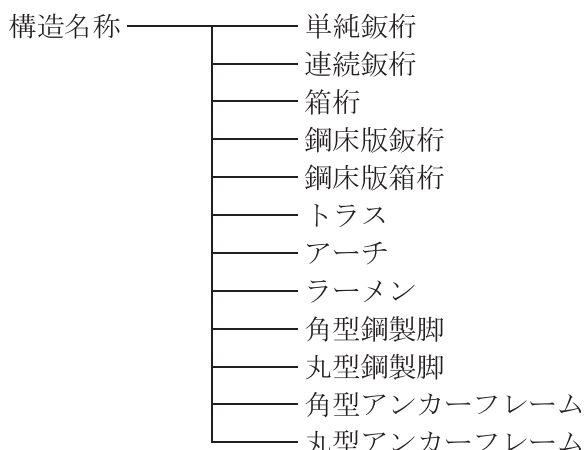 構造名称
単純鈑桁
連続鈑桁
箱桁
鋼床版鈑桁
鋼床版箱桁
トラス
アーチ
ラーメン
角型鋼製脚
丸型鋼製脚
角型アンカーフレーム
丸型アンカーフレーム